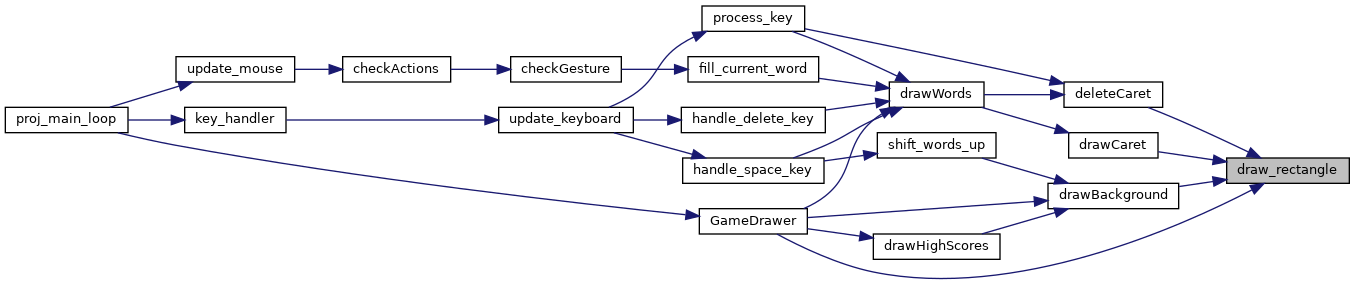 process_key
update_mouse
checkActions
checkGesture
fill_current_word
drawWords
deleteCaret
proj_main_loop
key_handler
update_keyboard
handle_delete_key
shift_words_up
drawCaret
handle_space_key
draw_rectangle
drawBackground
GameDrawer
drawHighScores